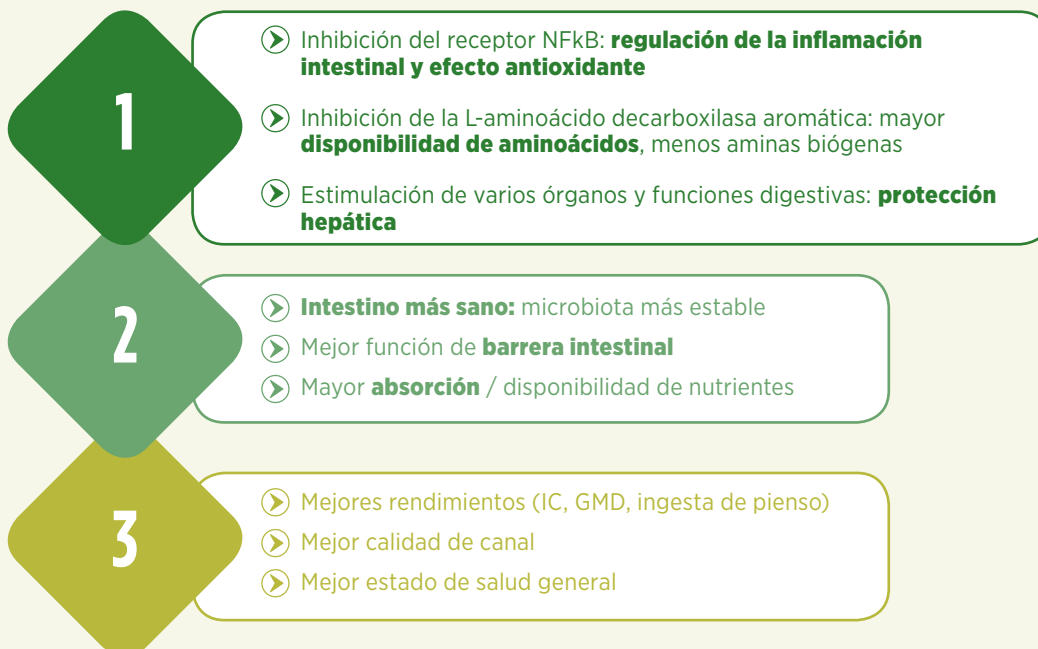 1
Inhibición del receptor NFkB: regulación de la inflamación
intestinal y efecto antioxidante
Inhibición de la L-aminoácido decarboxilasa aromática: mayor
disponibilidad de aminoácidos, menos aminas biógenas
Estimulación de varios órganos y funciones digestivas: protección
hepática
2
Intestino más sano: microbiota más estable
Mejor función de barrera intestinal
Mayor absorción / disponibilidad de nutrientes
3
Mejores rendimientos (IC, GMD, ingesta de pienso)
Mejor calidad de canal
Mejor estado de salud general